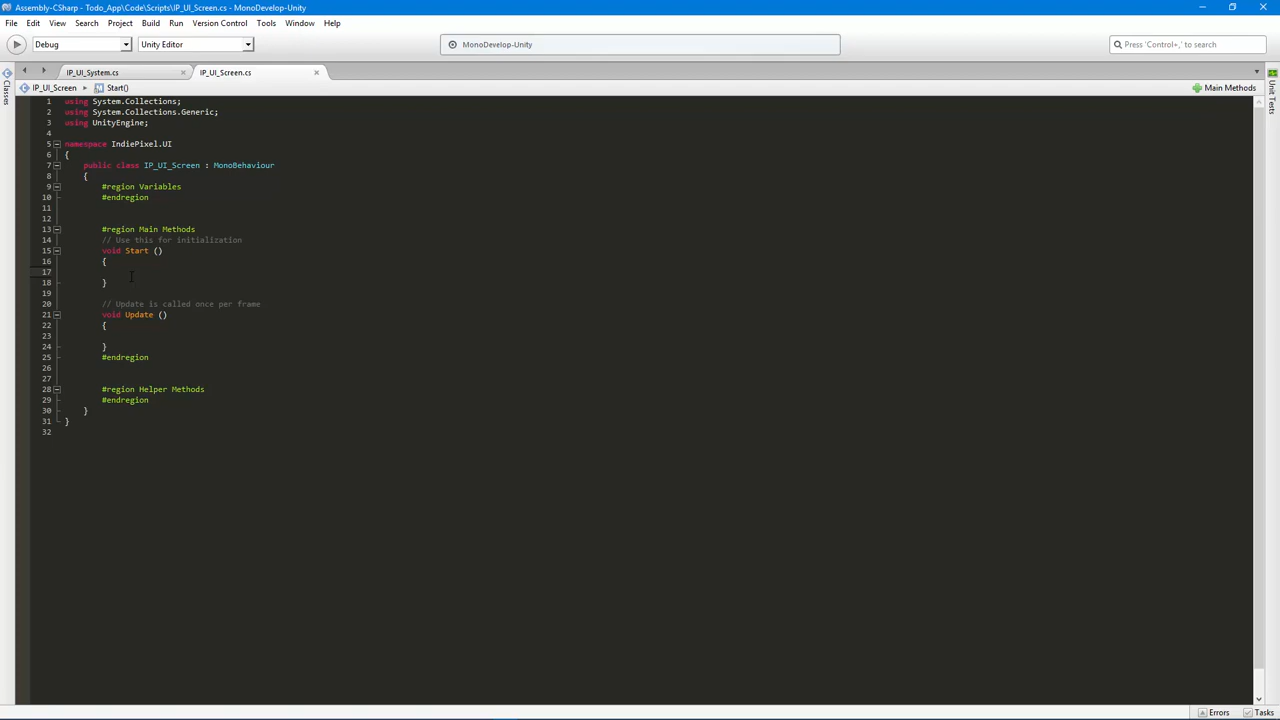 Assembly-CSharp - Todo_App\Code\Scripts\IP_UI_Screen.cs - MonoDevelop-Unity
File Edit View Search Project Build Run Version Control Tools Window Help
Debug Unity Editor MonoDevelop-Unity Press 'Control+,' to search
IP_UI_System.cs IP_UI_Screen.cs
IP_UI_Screen Start() Main Methods
Classes
Unit Tests
1 using System.Collections;
2 using System.Collections.Generic;
3 using UnityEngine;
4
5 namespace IndiePixel.UI
6 {
7 public class IP_UI_Screen : MonoBehaviour
8 {
9 #region Variables
10 #endregion
11
12
13 #region Main Methods
14 // Use this for initialization
15 void Start ()
16 {
17
18 }
19
20 // Update is called once per frame
21 void Update ()
22 {
23
24 }
25 #endregion
26
27
28 #region Helper Methods
29 #endregion
30 }
31 }
32
Errors Tasks